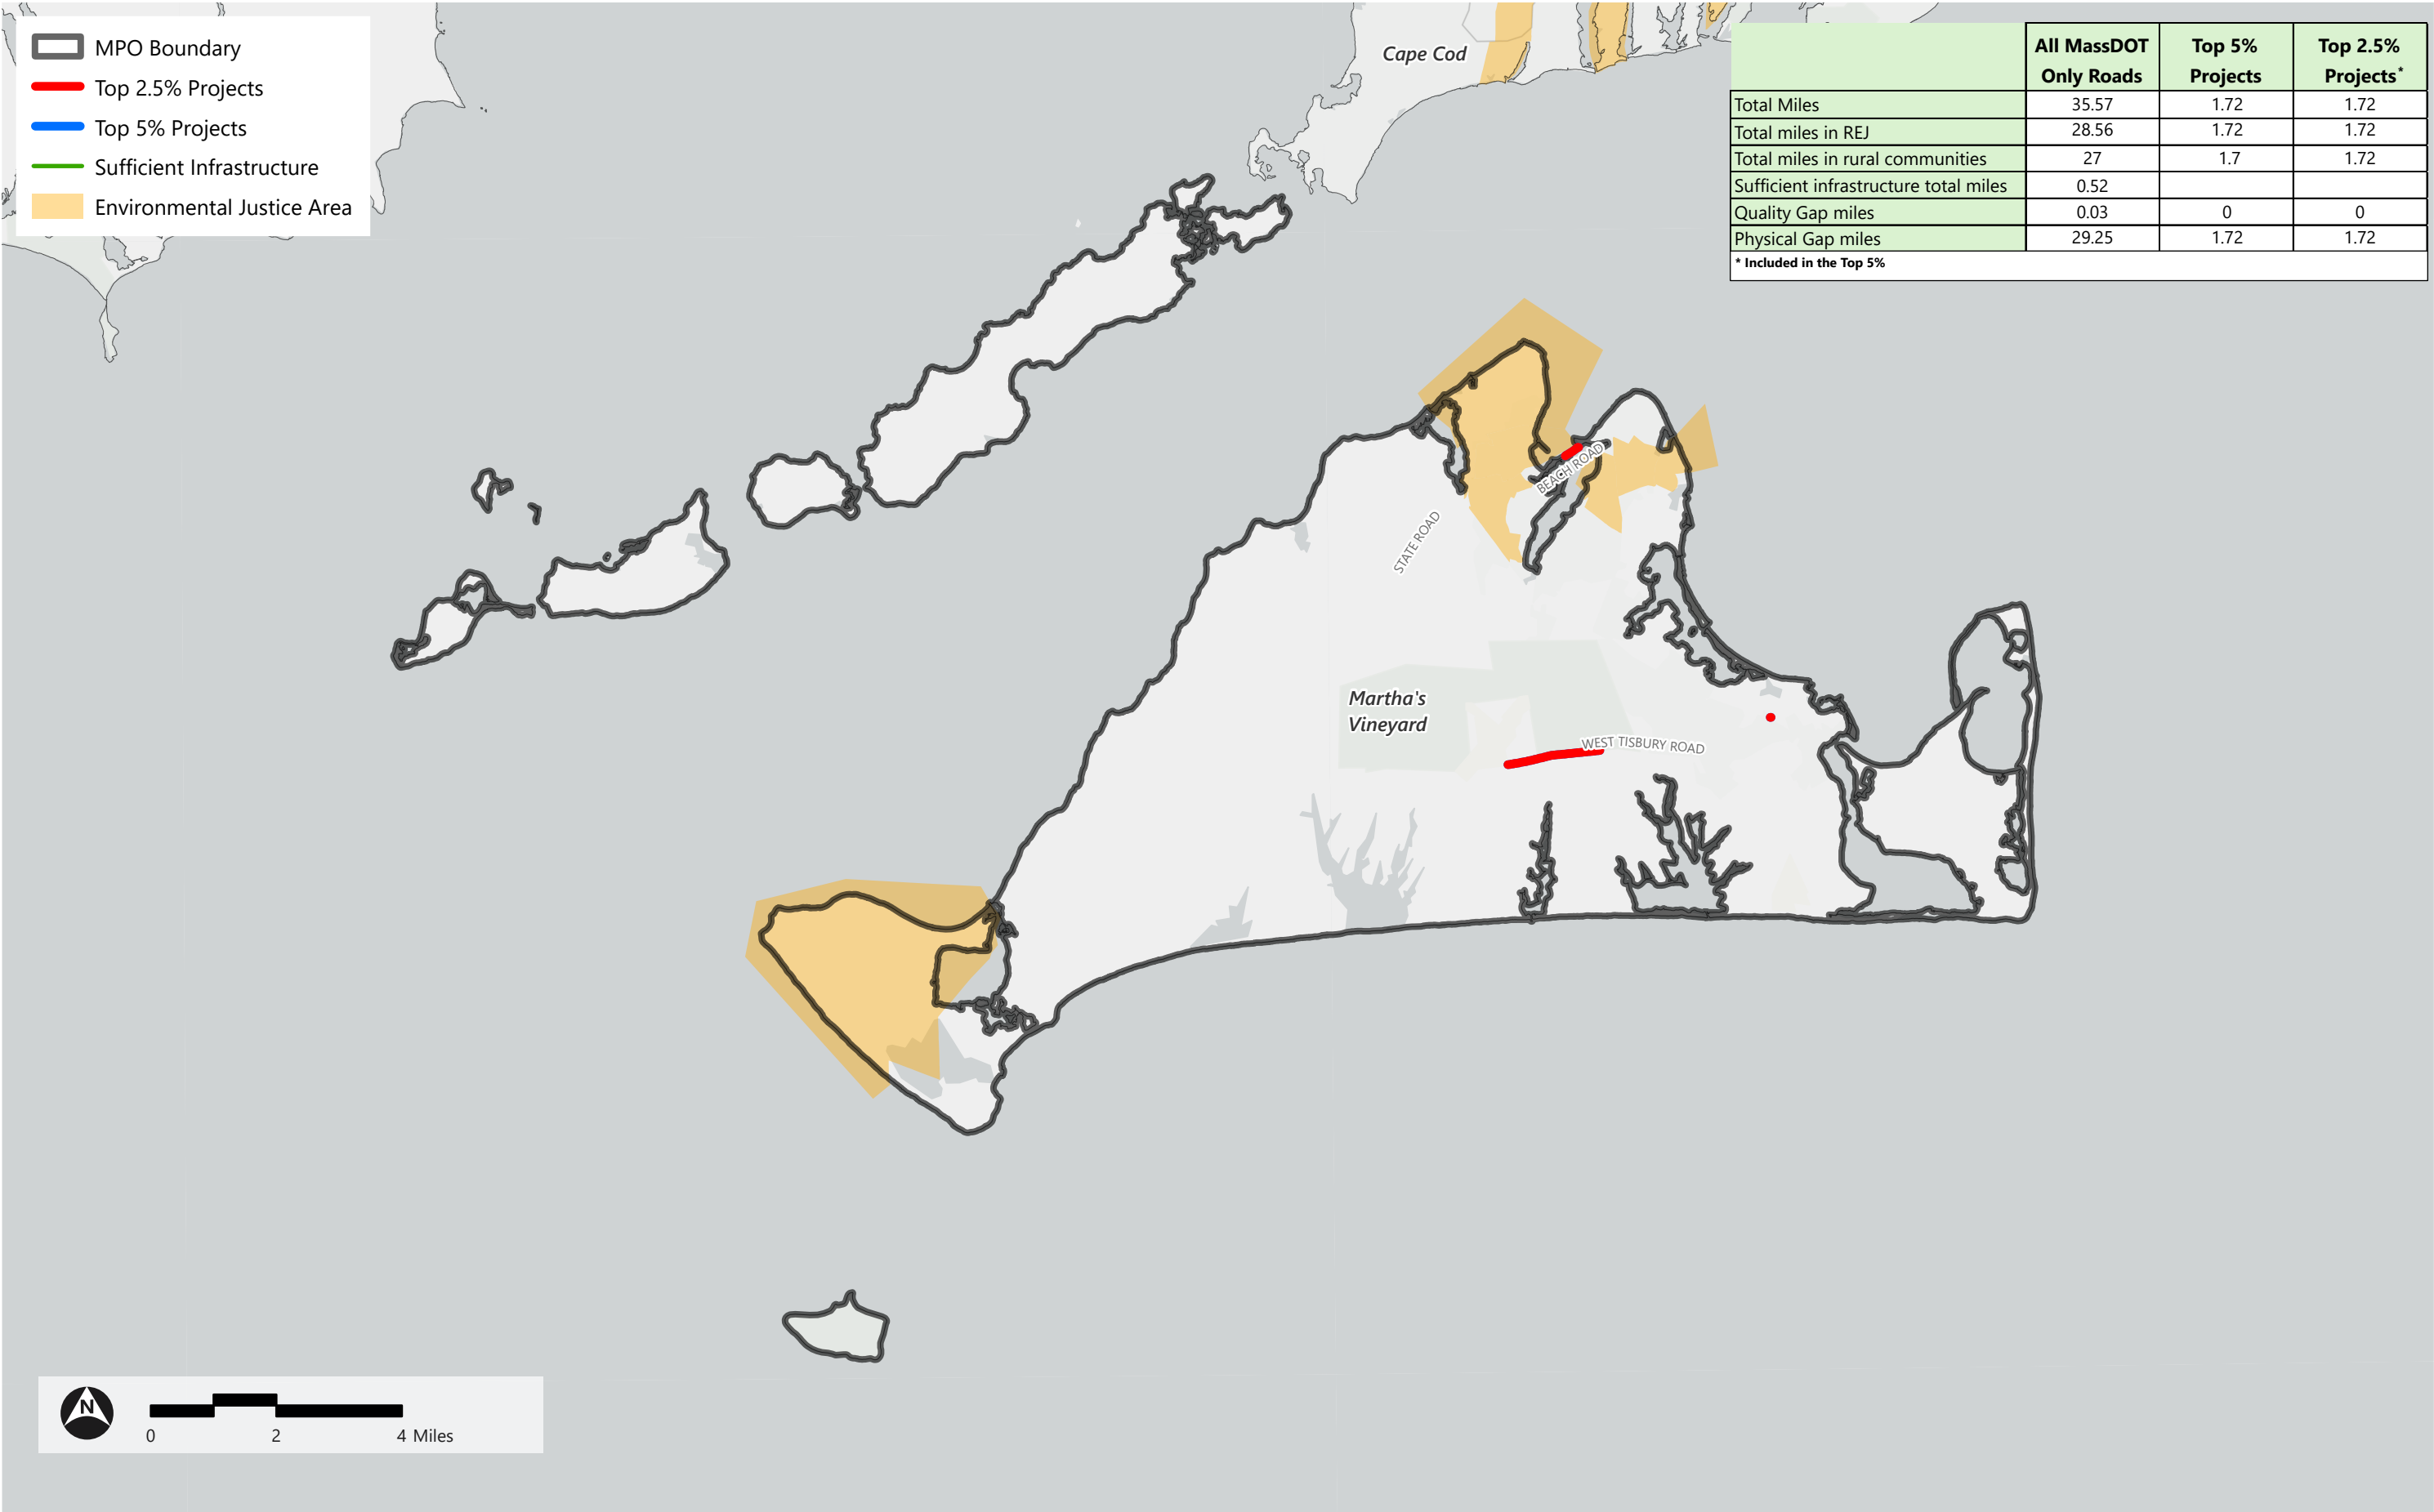 MPO Boundary
Top 2.5% Projects
Top 5% Projects
Sufficient Infrastructure
Environmental Justice Area
Cape Cod
All MassDOT Only Roads | Top 5% Projects | Top 2.5% Projects*
Total Miles | 35.57 | 1.72 | 1.72
Total miles in REJ | 28.56 | 1.72 | 1.72
Total miles in rural communities | 27 | 1.7 | 1.72
Sufficient infrastructure total miles | 0.52
Quality Gap miles | 0.03 | 0 | 0
Physical Gap miles | 29.25 | 1.72 | 1.72
* Included in the Top 5%
BEACH ROAD
STATE ROAD
Martha's
Vineyard
WEST TISBURY ROAD
N
0 2 4 Miles